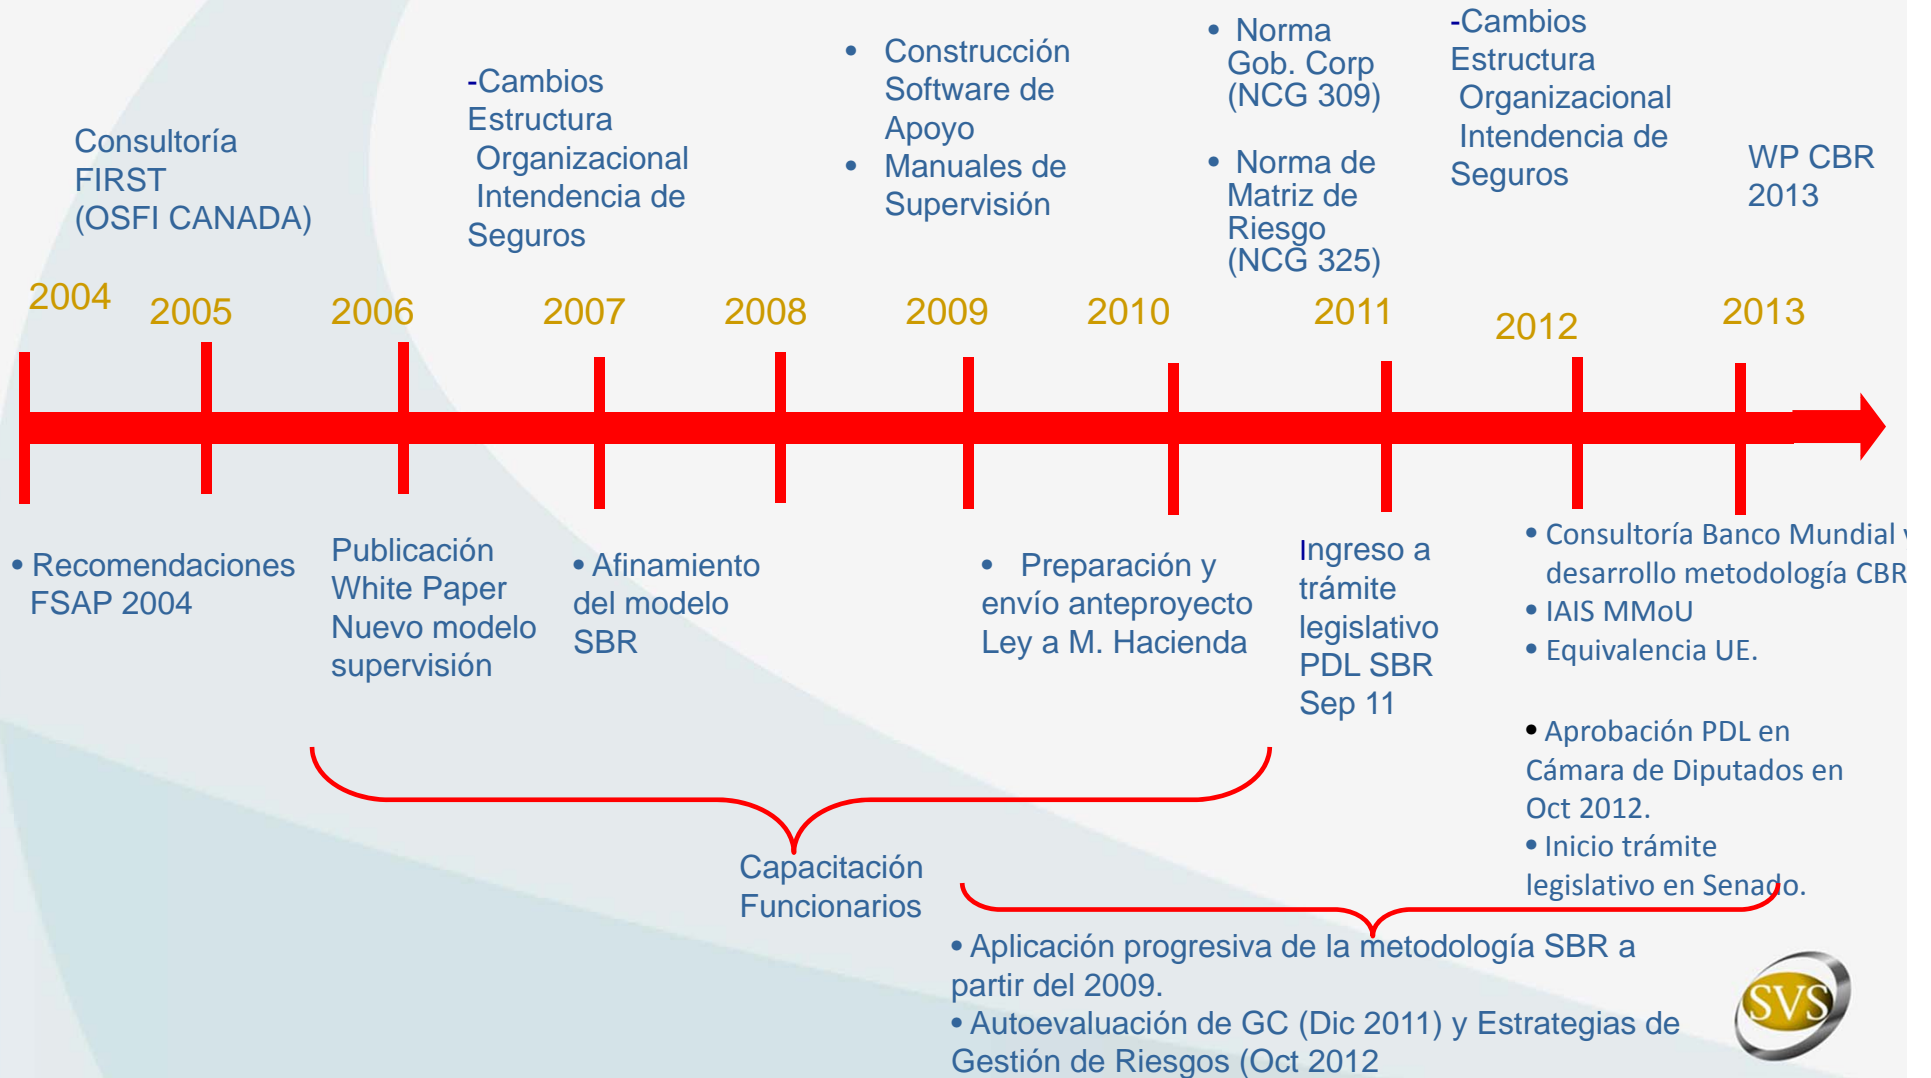 Consultoría
FIRST
(OSFI CANADA)
-Cambios
Estructura
Organizacional
Intendencia de
Seguros
• Construcción
Software de
Apoyo
• Manuales de
Supervisión
• Norma
Gob. Corp
(NCG 309)
• Norma de
Matriz de
Riesgo
(NCG 325)
-Cambios
Estructura
Organizacional
Intendencia de
Seguros
WP CBR
2013
2004
2005
2006
2007
2008
2009
2010
2011
2012
2013
• Recomendaciones
FSAP 2004
Publicación
White Paper
Nuevo modelo
supervisión
• Afinamiento
del modelo
SBR
• Preparación y
envío anteproyecto
Ley a M. Hacienda
Ingreso a
trámite
legislativo
PDL SBR
Sep 11
• Consultoría Banco Mundial
desarrollo metodología CBR
• IAIS MMoU
• Equivalencia UE.
• Aprobación PDL en
Cámara de Diputados en
Oct 2012.
• Inicio trámite
legislativo en Senado.
Capacitación
Funcionarios
• Aplicación progresiva de la metodología SBR a
partir del 2009.
• Autoevaluación de GC (Dic 2011) y Estrategias de
Gestión de Riesgos (Oct 2012
SVS